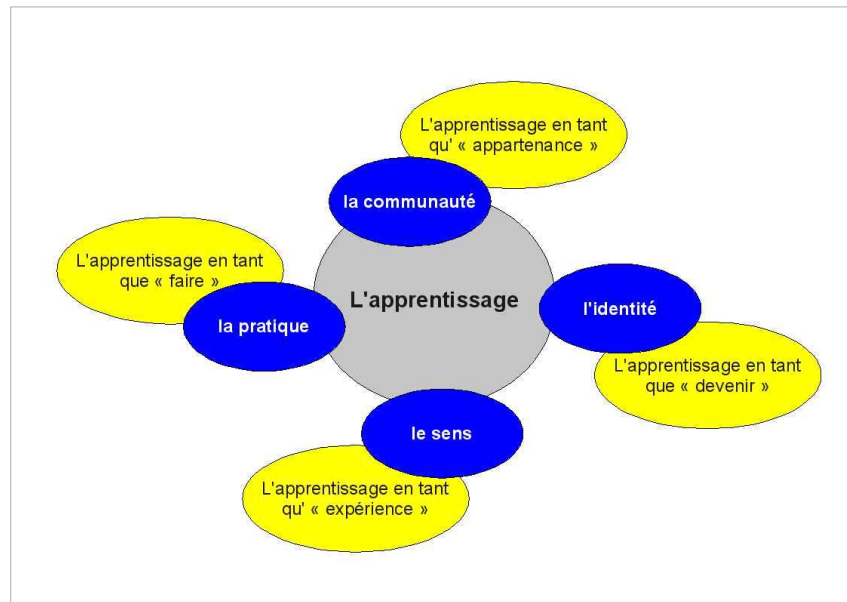 L'apprentissage en tant
qu' « appartenance »
la communauté
L'apprentissage en tant
que « faire »
la pratique
L'apprentissage
l'identité
L'apprentissage en tant
que « devenir »
le sens
L'apprentissage en tant
qu' « expérience »